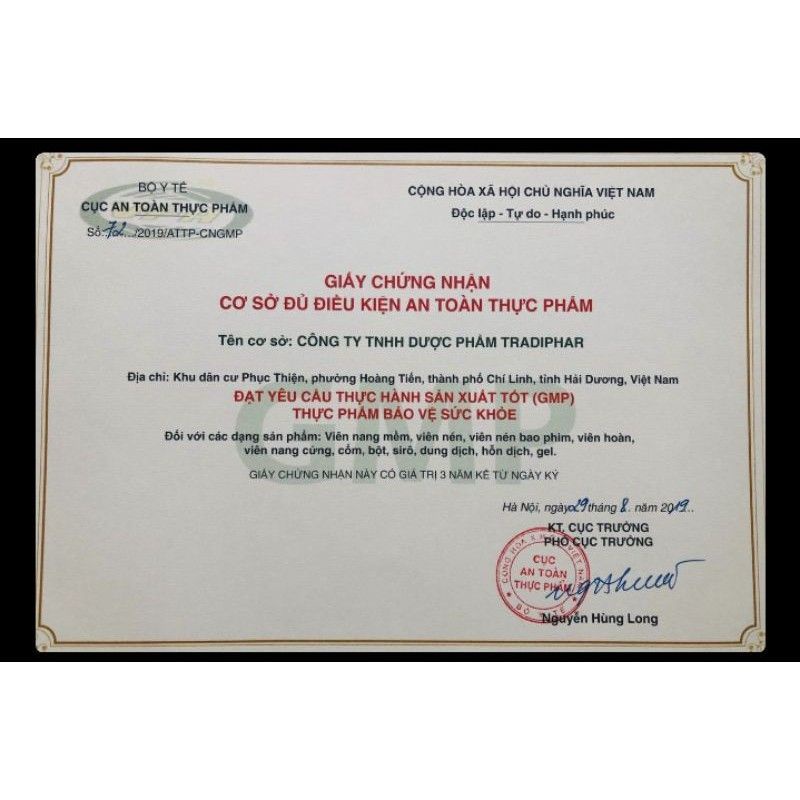 BỘ Y TẾ
CỤC AN TOÀN THỰC PHẨM
Số: 72.../2019/ATTP-CNGMP
CỘNG HÒA XÃ HỘI CHỦ NGHĨA VIỆT NAM
Độc lập - Tự do - Hạnh phúc
GIẤY CHỨNG NHẬN
CƠ SỞ ĐỦ ĐIỀU KIỆN AN TOÀN THỰC PHẨM
Tên cơ sở: CÔNG TY TNHH DƯỢC PHẨM TRADIPHAR
Địa chỉ: Khu dân cư Phục Thiện, phường Hoàng Tiến, thành phố Chí Linh, tỉnh Hải Dương, Việt Nam
ĐẠT YÊU CẦU THỰC HÀNH SẢN XUẤT TỐT (GMP)
THỰC PHẨM BẢO VỆ SỨC KHỎE
Đối với các dạng sản phẩm: Viên nang mềm, viên nén, viên nén bao phim, viên hoàn,
viên nang cứng, cốm, bột, sirô, dung dịch, hỗn dịch, gel.
GIẤY CHỨNG NHẬN NÀY CÓ GIÁ TRỊ 3 NĂM KỂ TỪ NGÀY KÝ
GMP
Hà Nội, ngày 29 tháng 8. năm 2019..
KT. CỤC TRƯỞNG
PHÓ CỤC TRƯỞNG
CỤC
AN TOÀN
THỰC PHẨM
BỘ Y TẾ
Nguyễn Hùng Long